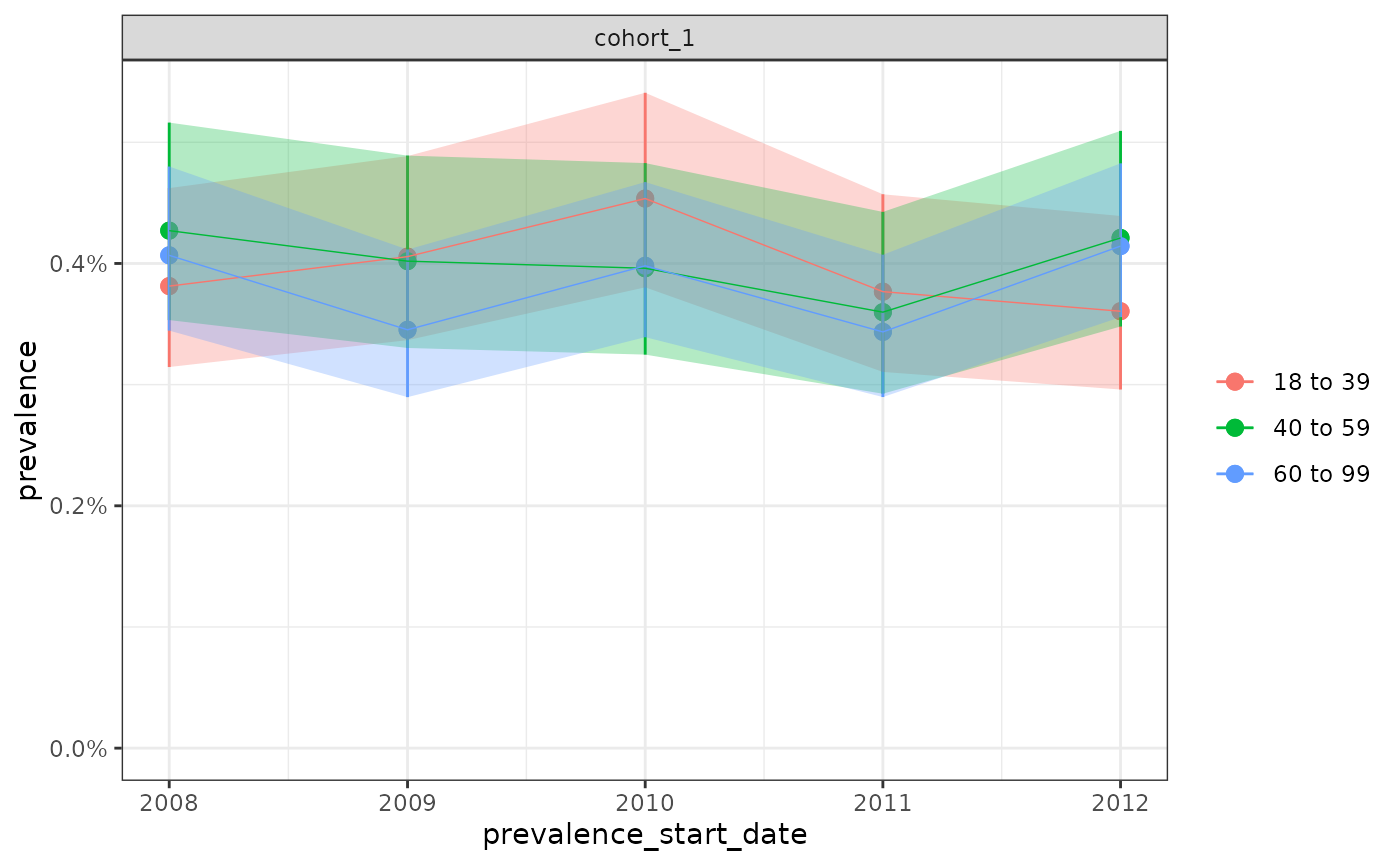 cohort_1
prevalence
0.4%
0.2%
0.0%
2008 2009 2010 2011 2012
prevalence_start_date
18 to 39
40 to 59
60 to 99